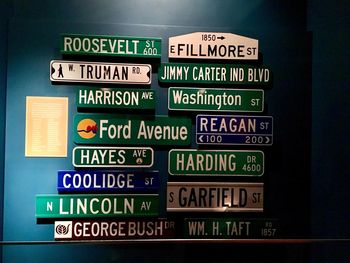 ROOSEVELT ST 600
1850
E FILLMORE ST
W. TRUMAN RD.
JIMMY CARTER IND BLVD
HARRISON AVE
Washington ST
Ford Avenue
REAGAN ST
100 200
HAYES AVE
HARDING DR 4600
COOLIDGE ST
S GARFIELD ST
N LINCOLN AV
GEORGE BUSH DR
WM. H. TAFT RD 1857